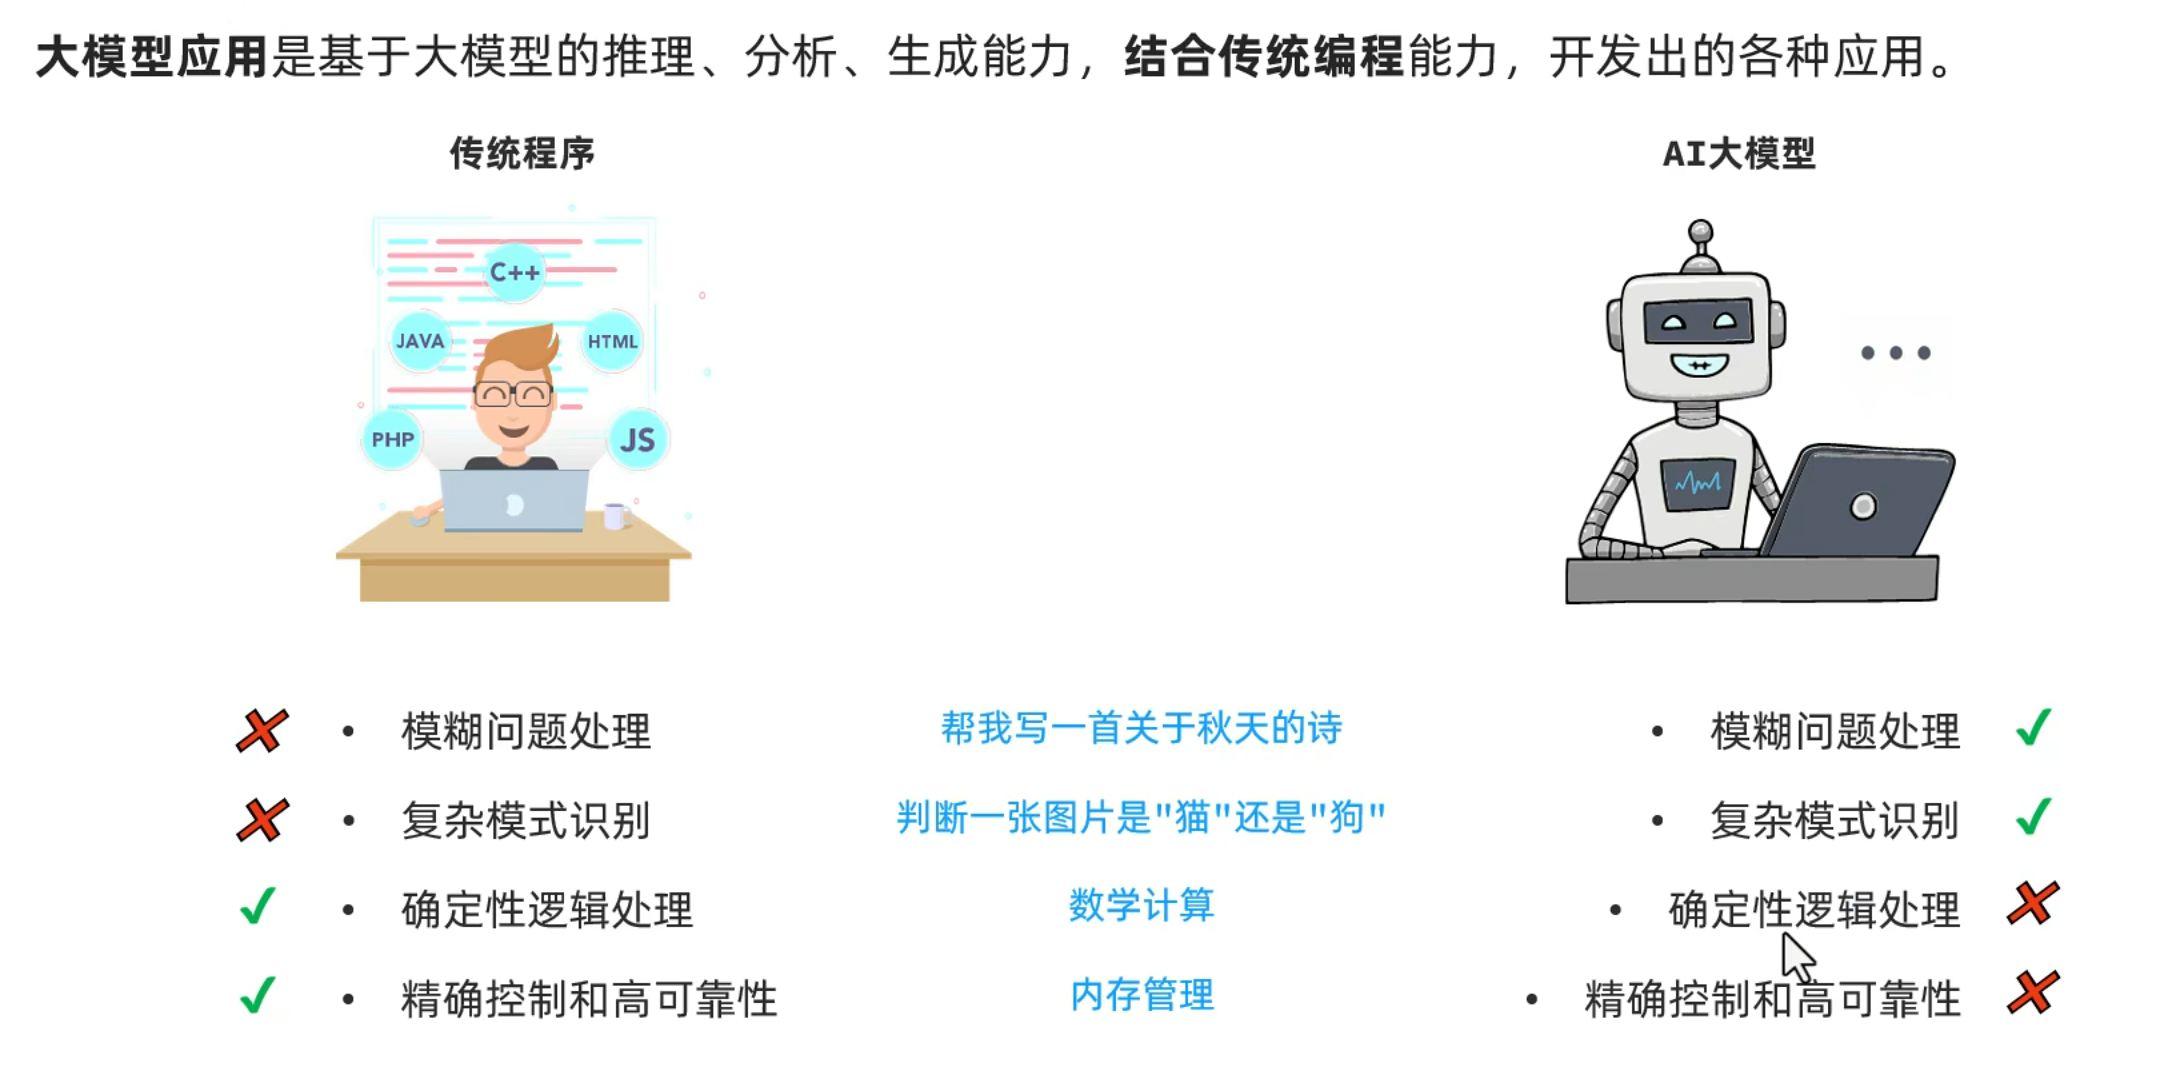 大模型应用是基于大模型的推理、分析、生成能力，结合传统编程能力，开发出的各种应用。
传统程序
AI大模型
C++
JAVA
HTML
PHP
JS
模糊问题处理
帮我写一首关于秋天的诗
模糊问题处理
复杂模式识别
判断一张图片是"猫"还是"狗"
复杂模式识别
确定性逻辑处理
数学计算
确定性逻辑处理
精确控制和高可靠性
内存管理
精确控制和高可靠性